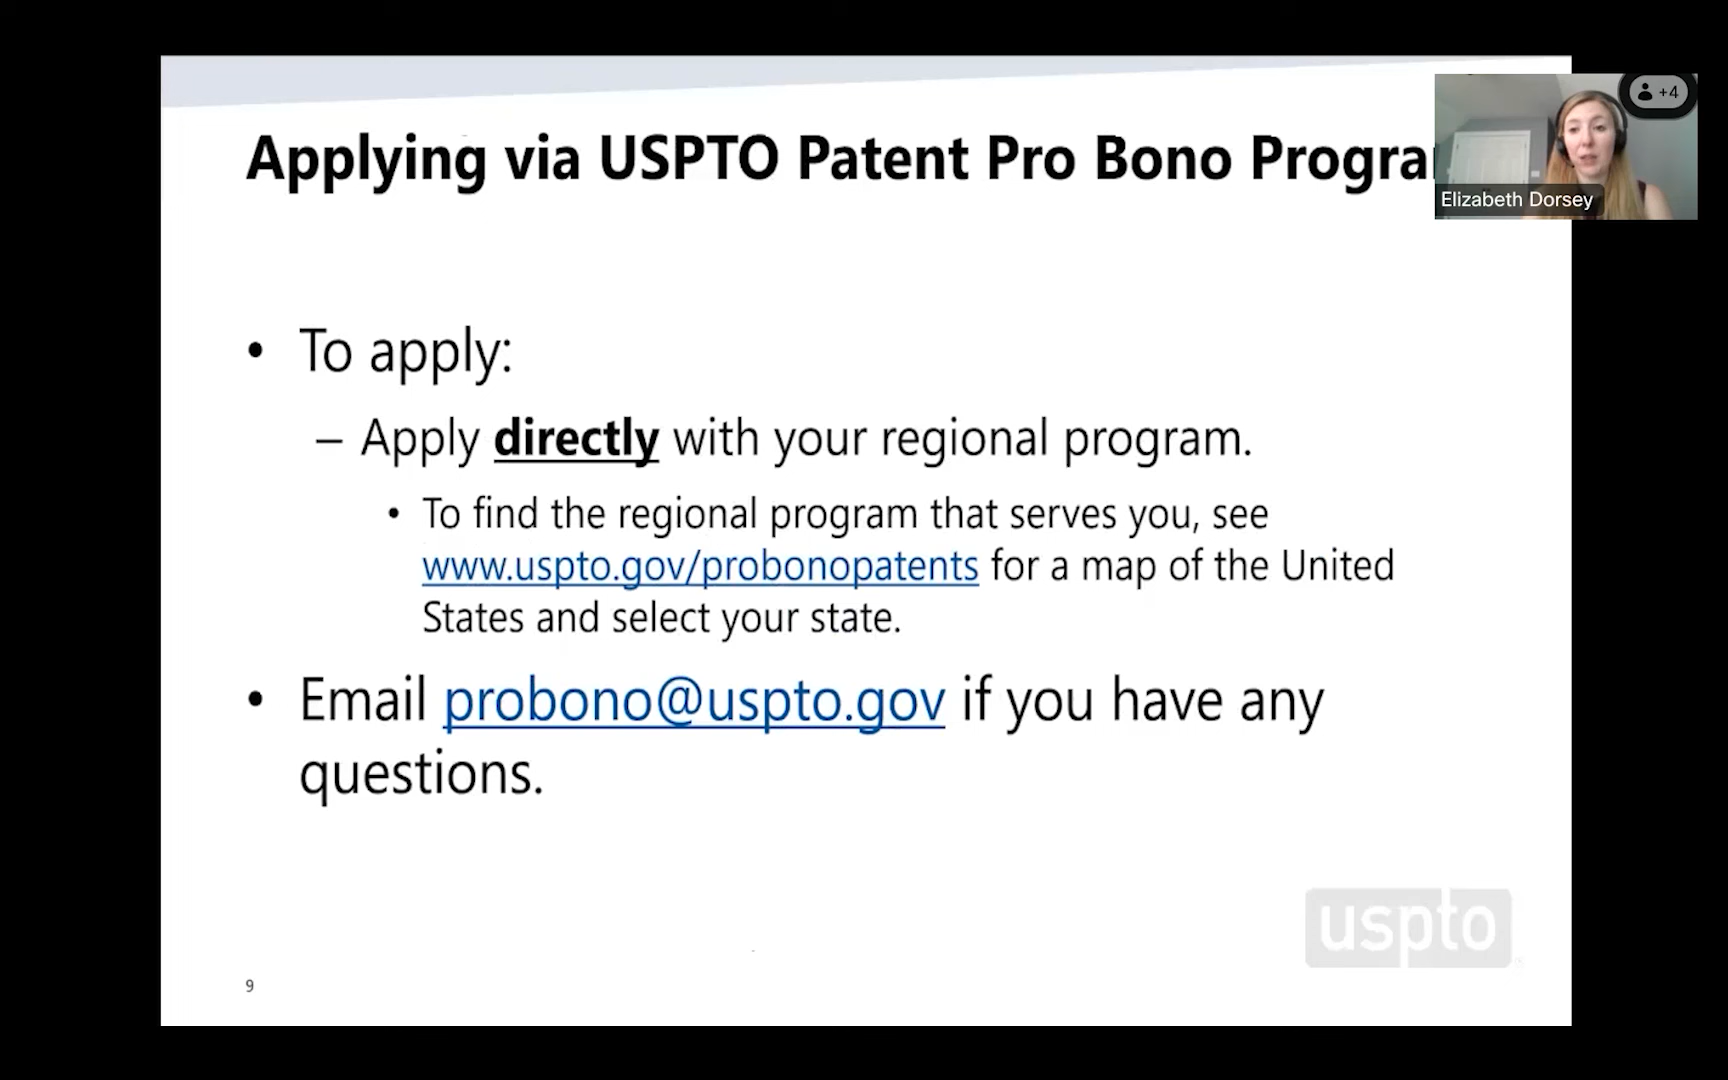 Applying via USPTO Patent Pro Bono Progra
+4
Elizabeth Dorsey
• To apply:
– Apply directly with your regional program.
• To find the regional program that serves you, see
www.uspto.gov/probonopatents for a map of the United
States and select your state.
• Email probono@uspto.gov if you have any
questions.
uspto
9